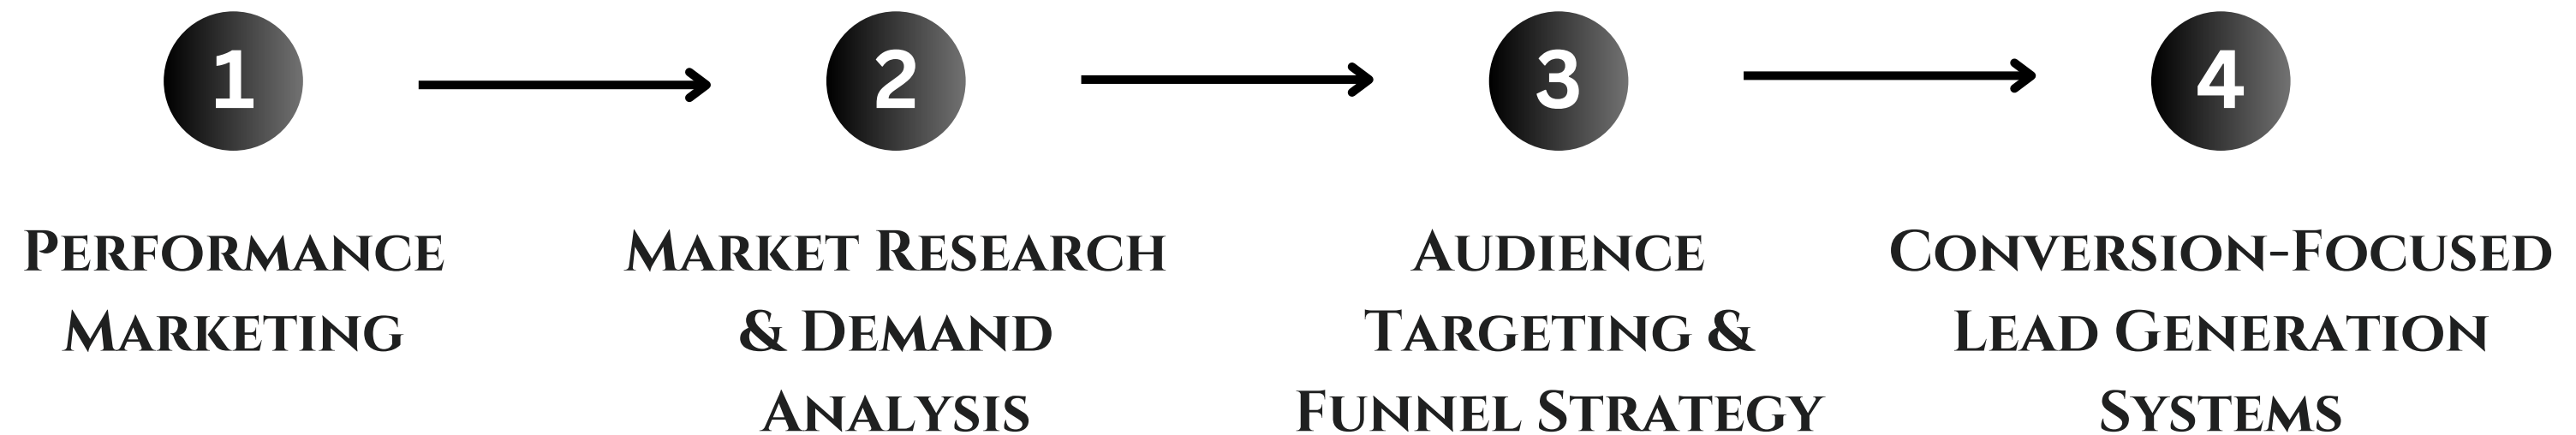 1
2
3
4
Performance
Marketing
Market Research
& Demand
Analysis
Audience
Targeting &
Funnel Strategy
Conversion-Focused
Lead Generation
Systems